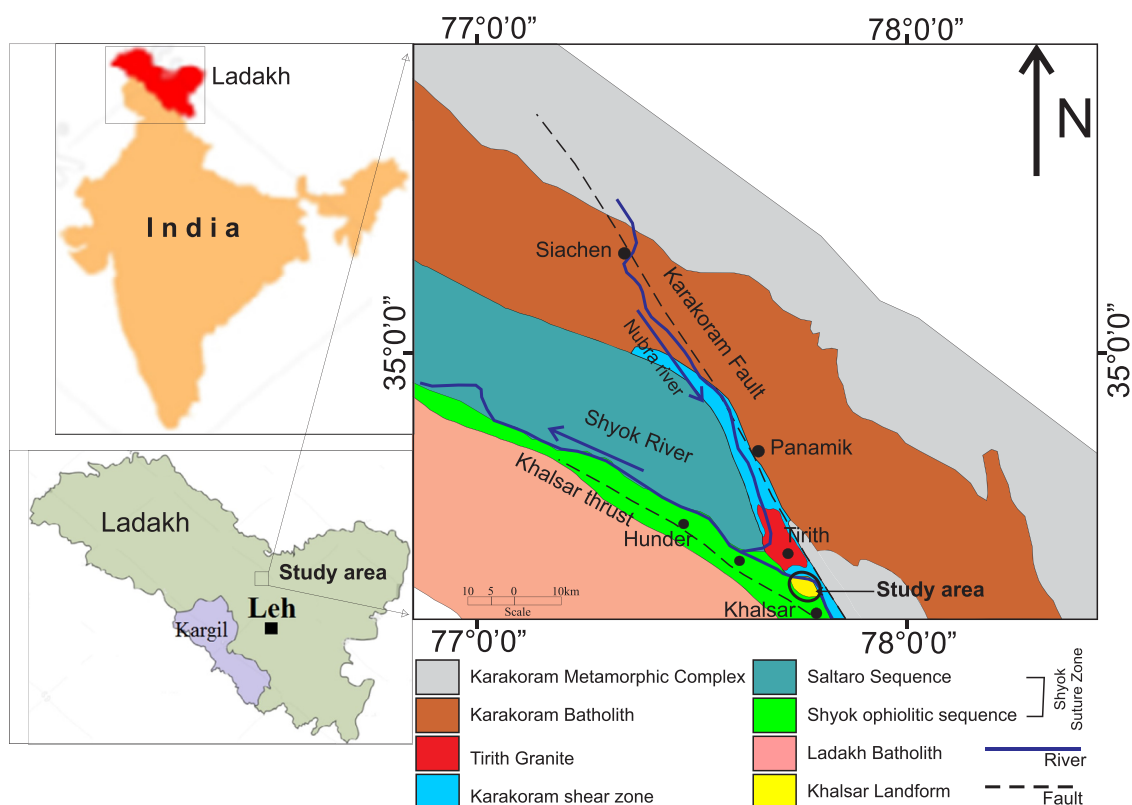 Ladakh
India
Ladakh
Study area
Leh
Kargil
77°0'0” 78°0'0”
N
35°0'0” 35°0'0”
Siachen
Karakoram Fault
Nubra river
Panamik
Shyok River
Khalsar thrust
Hunder
Tirith
Study area
Khalsar
10 5 0 10km
Scale
77°0'0” 78°0'0”
Karakoram Metamorphic Complex
Karakoram Batholith
Tirith Granite
Karakoram shear zone
Saltaro Sequence
Shyok ophiolitic sequence
Shyok
Suture Zone
Ladakh Batholith
River
Khalsar Landform
Fault